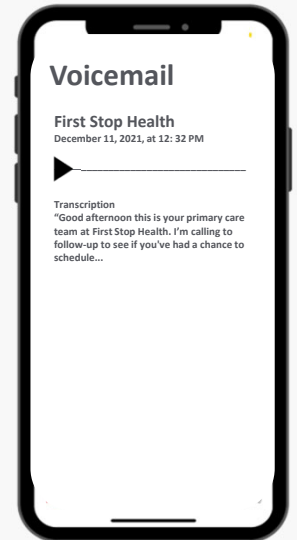 Voicemail
First Stop Health
December 11, 2021, at 12: 32 PM
Transcription
“Good afternoon this is your primary care
team at First Stop Health. I’m calling to
follow-up to see if you've had a chance to
schedule...